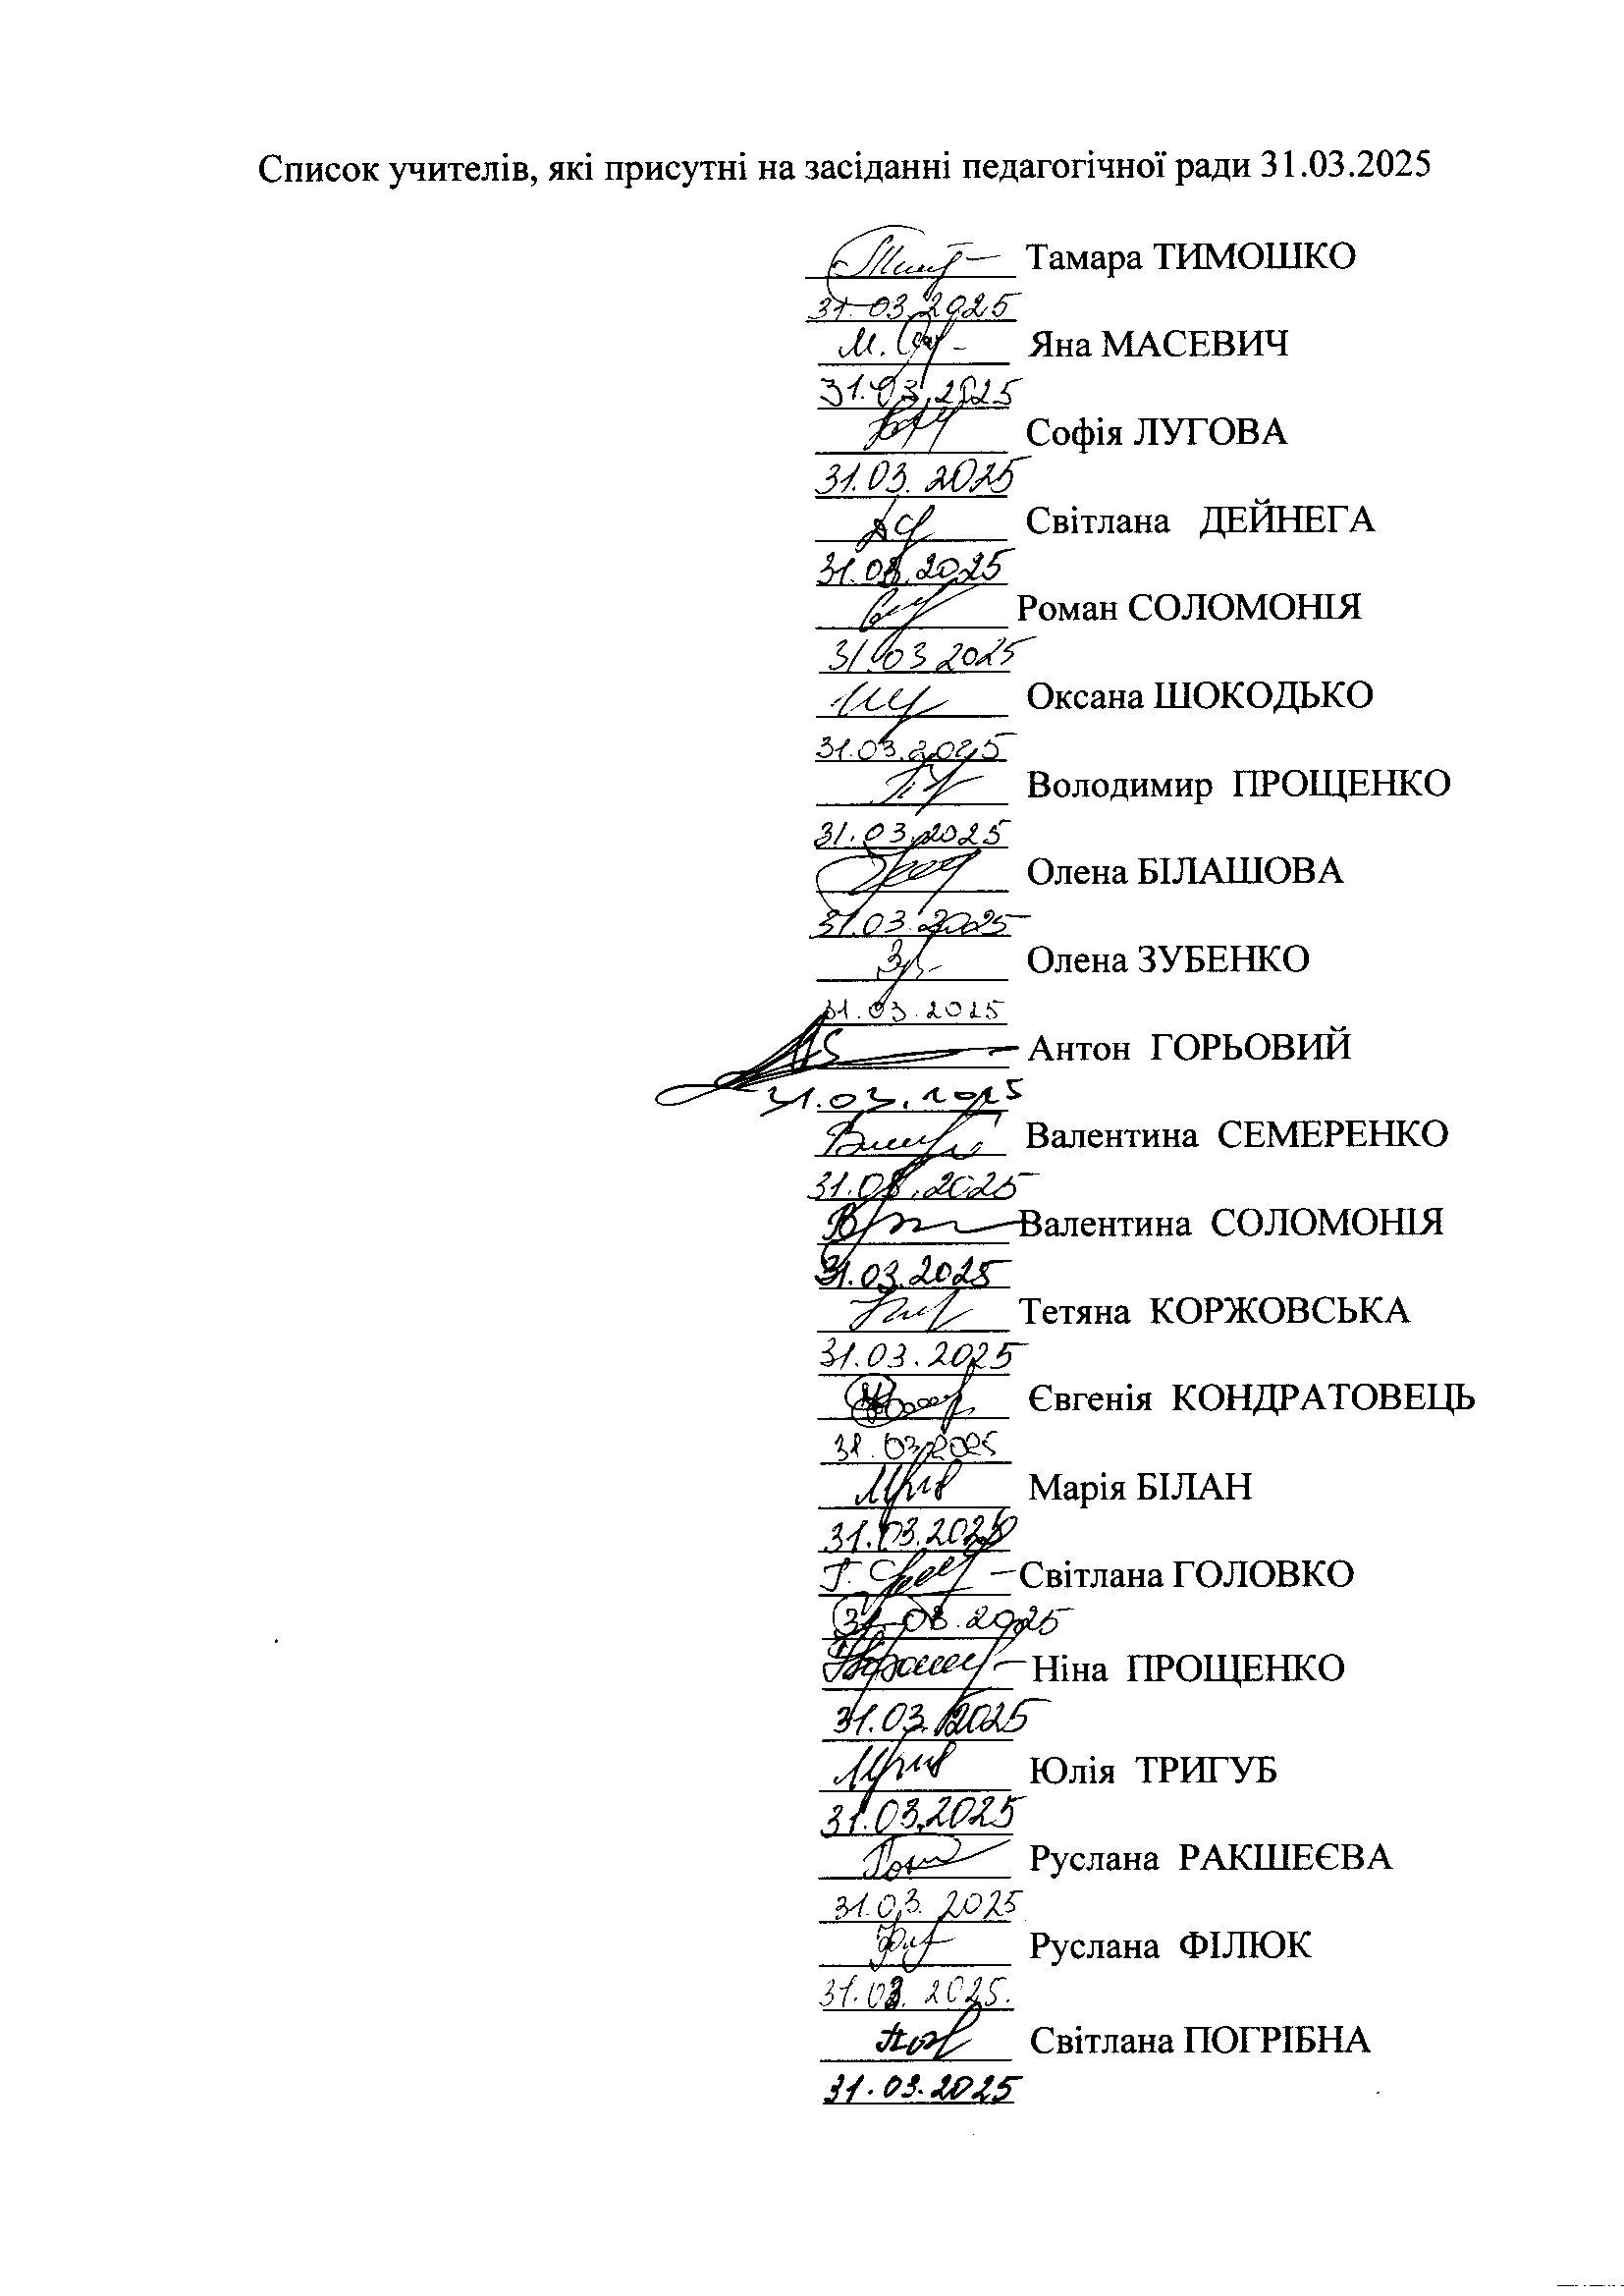 Список учителів, які присутні на засіданні педагогічної ради 31.03.2025
Тамара ТИМОШКО
31.03.2025
Яна МАСЕВИЧ
31.03.2025
Софія ЛУГОВА
31.03.2025
Світлана ДЕЙНЕГА
31.03.2025
Роман СОЛОМОНІЯ
31.03 2025
Оксана ШОКОДЬКО
31.03.2025
Володимир ПРОЩЕНКО
31.03.2025
Олена БІЛАШОВА
31.03.2025
Олена ЗУБЕНКО
31.03.2025
Антон ГОРЬОВИЙ
31.03.2025
Валентина СЕМЕРЕНКО
31.03.2025
Валентина СОЛОМОНІЯ
31.03.2025
Тетяна КОРЖОВСЬКА
31.03.2025
Євгенія КОНДРАТОВЕЦЬ
31.03.2025
Марія БІЛАН
31.03.2025
Світлана ГОЛОВКО
31.03.2025
Ніна ПРОЩЕНКО
31.03.2025
Юлія ТРИГУБ
31.03.2025
Руслана РАКШЕЄВА
31.03. 2025
Руслана ФІЛЮК
31.03. 2025.
Світлана ПОГРІБНА
31.03.2025